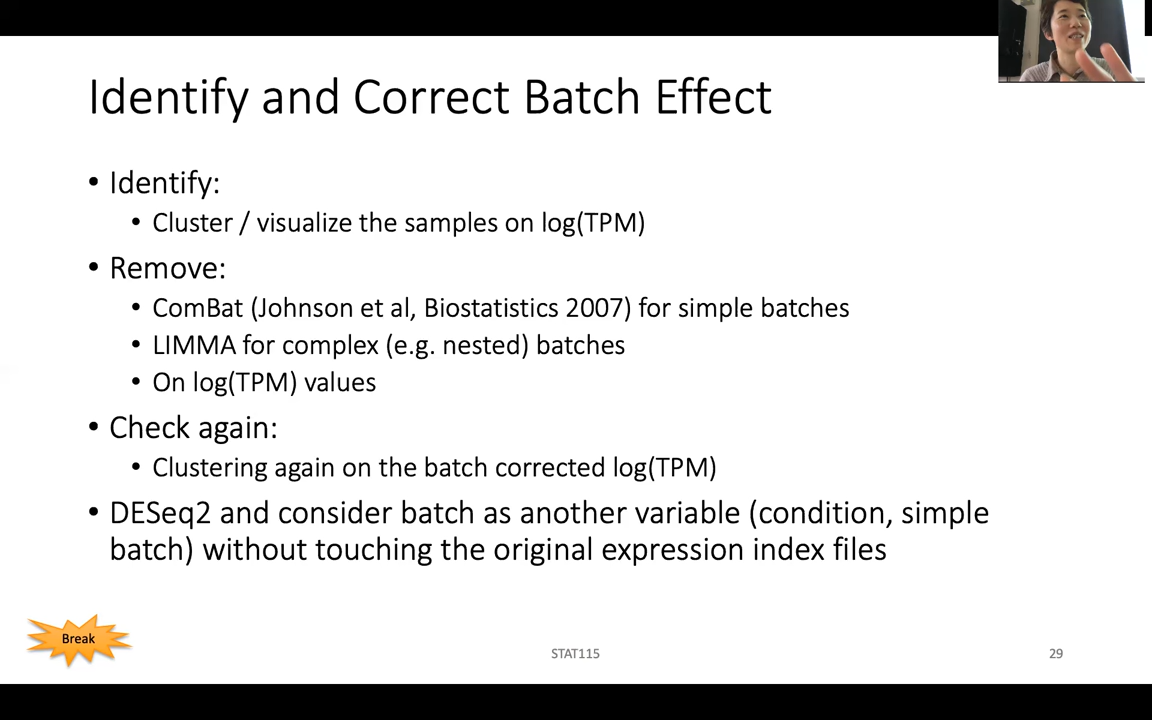 Identify and Correct Batch Effect
• Identify:
• Cluster / visualize the samples on log(TPM)
• Remove:
• ComBat (Johnson et al, Biostatistics 2007) for simple batches
• LIMMA for complex (e.g. nested) batches
• On log(TPM) values
• Check again:
• Clustering again on the batch corrected log(TPM)
• DESeq2 and consider batch as another variable (condition, simple
batch) without touching the original expression index files
Break
STAT115
29